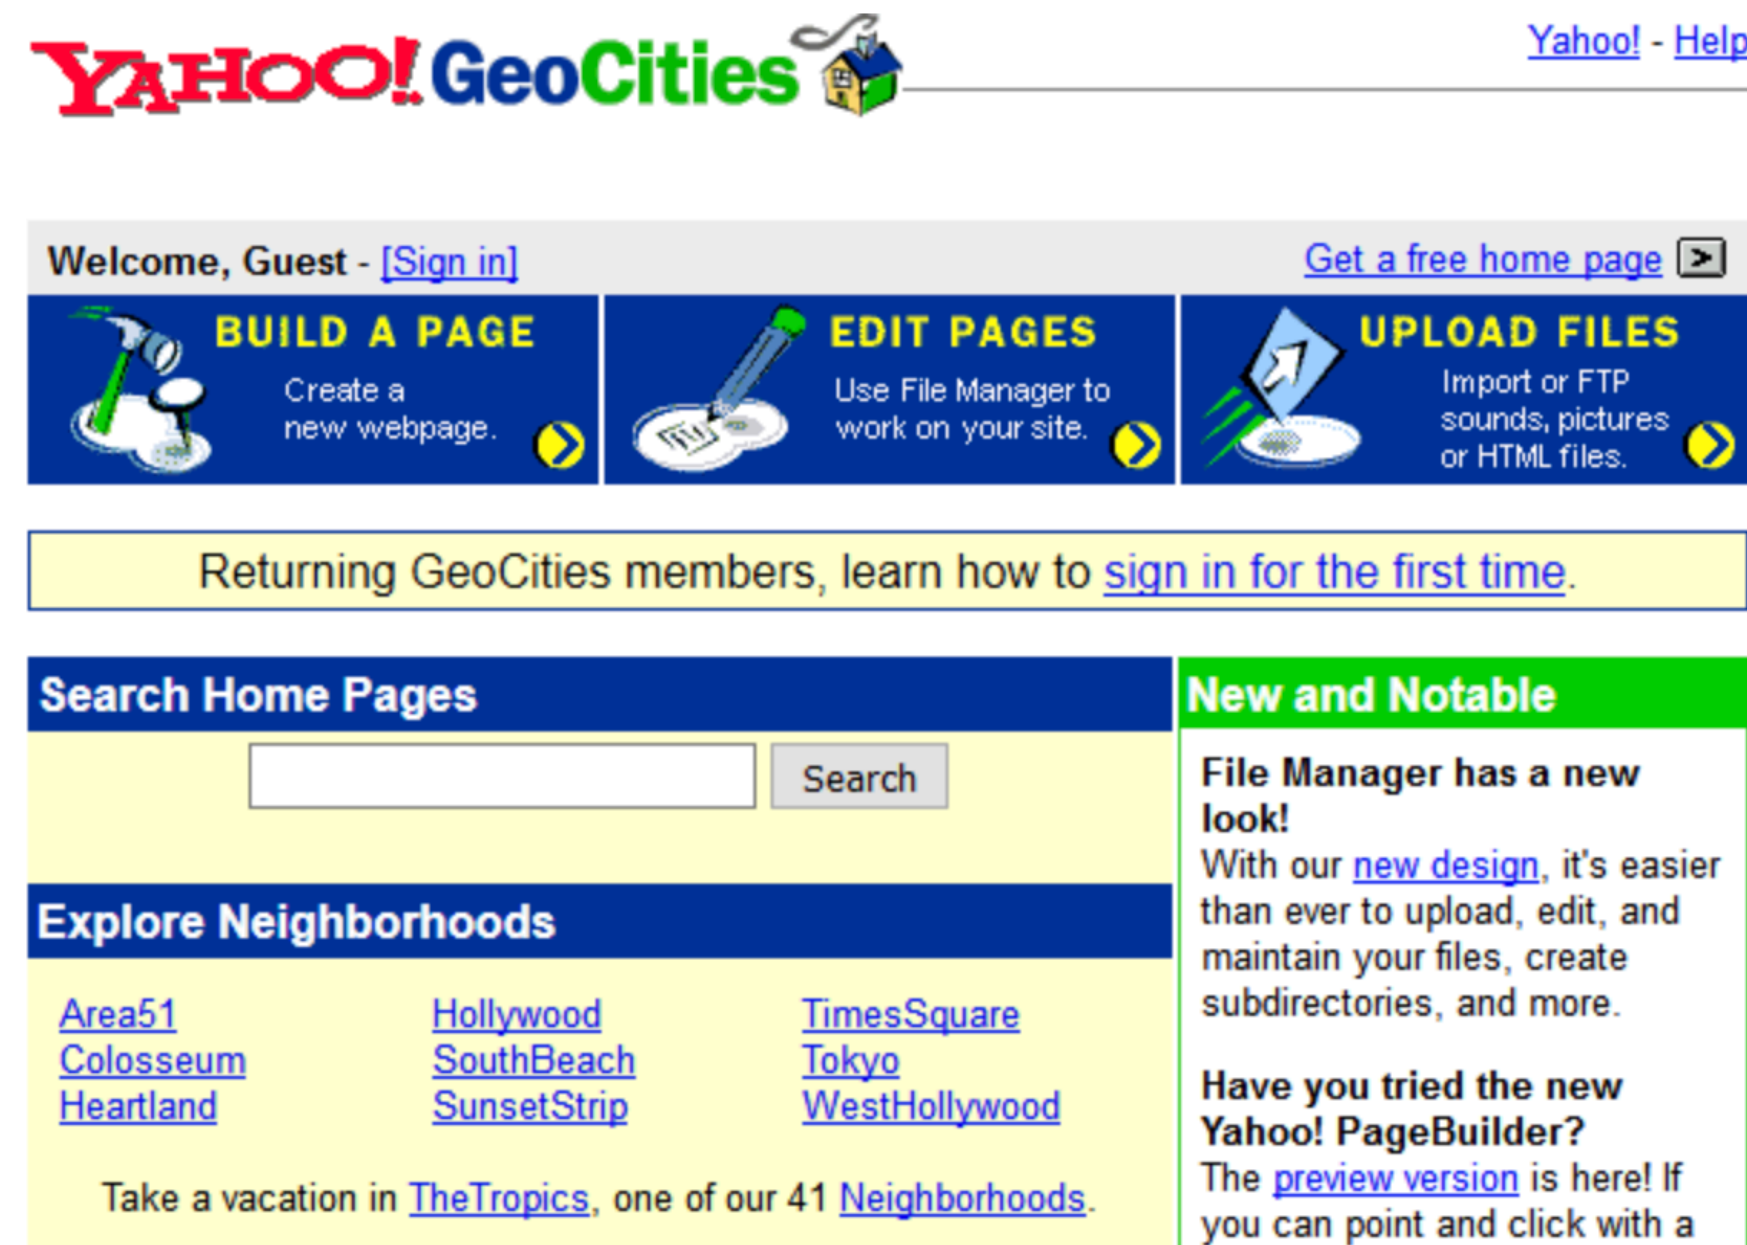 YAHOO! GeoCities
Yahoo! - Help
Welcome, Guest - [Sign in]
Get a free home page >
BUILD A PAGE
Create a
new webpage.
EDIT PAGES
Use File Manager to
work on your site.
UPLOAD FILES
Import or FTP
sounds, pictures
or HTML files.
Returning GeoCities members, learn how to sign in for the first time.
Search Home Pages
Search
Explore Neighborhoods
Area51 Hollywood TimesSquare
Colosseum SouthBeach Tokyo
Heartland SunsetStrip WestHollywood
Take a vacation in TheTropics, one of our 41 Neighborhoods.
New and Notable
File Manager has a new
look!
With our new design, it's easier
than ever to upload, edit, and
maintain your files, create
subdirectories, and more.
Have you tried the new
Yahoo! PageBuilder?
The preview version is here! If
you can point and click with a